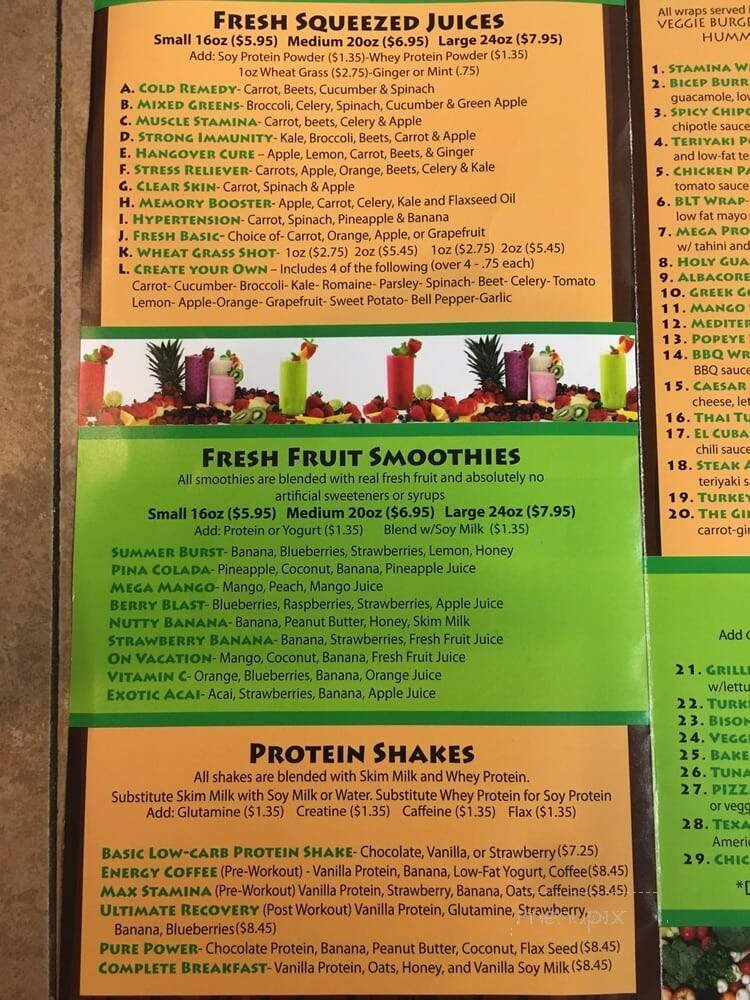 FRESH SQUEEZED JUICES
Small 16oz ($5.95) Medium 20oz ($6.95) Large 24oz ($7.95)
Add: Soy Protein Powder ($1.35)-Whey Protein Powder ($1.35)
1oz Wheat Grass ($2.75)-Ginger or Mint (.75)
A. COLD REMEDY- Carrot, Beets, Cucumber & Spinach
B. MIXED GREENS- Broccoli, Celery, Spinach, Cucumber & Green Apple
C. MUSCLE STAMINA- Carrot, beets, Celery & Apple
D. STRONG IMMUNITY- Kale, Broccoli, Beets, Carrot & Apple
E. HANGOVER CURE – Apple, Lemon, Carrot, Beets, & Ginger
F. STRESS RELIEVER- Carrots, Apple, Orange, Beets, Celery & Kale
G. CLEAR SKIN- Carrot, Spinach & Apple
H. MEMORY BOOSTER- Apple, Carrot, Celery, Kale and Flaxseed Oil
I. HYPERTENSION- Carrot, Spinach, Pineapple & Banana
J. FRESH BASIC- Choice of- Carrot, Orange, Apple, or Grapefruit
K. WHEAT GRASS SHOT- 1oz ($2.75) 2oz ($5.45) 1oz ($2.75) 2oz ($5.45)
L. CREATE YOUR OWN – Includes 4 of the following (over 4 - .75 each)
Carrot- Cucumber- Broccoli- Kale- Romaine- Parsley- Spinach- Beet- Celery- Tomato
Lemon- Apple-Orange- Grapefruit- Sweet Potato- Bell Pepper-Garlic
FRESH FRUIT SMOOTHIES
All smoothies are blended with real fresh fruit and absolutely no
artificial sweeteners or syrups
Small 16oz ($5.95) Medium 20oz ($6.95) Large 24oz ($7.95)
Add: Protein or Yogurt ($1.35) Blend w/Soy Milk ($1.35)
SUMMER BURST- Banana, Blueberries, Strawberries, Lemon, Honey
PINA COLADA- Pineapple, Coconut, Banana, Pineapple Juice
MEGA MANGO- Mango, Peach, Mango Juice
BERRY BLAST- Blueberries, Raspberries, Strawberries, Apple Juice
NUTTY BANANA- Banana, Peanut Butter, Honey, Skim Milk
STRAWBERRY BANANA- Banana, Strawberries, Fresh Fruit Juice
ON VACATION- Mango, Coconut, Banana, Fresh Fruit Juice
VITAMIN C- Orange, Blueberries, Banana, Orange Juice
EXOTIC ACAI- Acai, Strawberries, Banana, Apple Juice
PROTEIN SHAKES
All shakes are blended with Skim Milk and Whey Protein.
Substitute Skim Milk with Soy Milk or Water. Substitute Whey Protein for Soy Protein
Add: Glutamine ($1.35) Creatine ($1.35) Caffeine ($1.35) Flax ($1.35)
BASIC LOW-CARB PROTEIN SHAKE- Chocolate, Vanilla, or Strawberry ($7.25)
ENERGY COFFEE (Pre-Workout) - Vanilla Protein, Banana, Low-Fat Yogurt, Coffee($8.45)
MAX STAMINA (Pre-Workout) Vanilla Protein, Strawberry, Banana, Oats, Caffeine($8.45)
ULTIMATE RECOVERY (Post Workout) Vanilla Protein, Glutamine, Strawberry,
Banana, Blueberries ($8.45)
PURE POWER- Chocolate Protein, Banana, Peanut Butter, Coconut, Flax Seed ($8.45)
COMPLETE BREAKFAST- Vanilla Protein, Oats, Honey, and Vanilla Soy Milk ($8.45)
menupix
All wraps served
VEGGIE BURGE
HUMM
1. STAMINA W
2. BICEP BURR
guacamole, lo
3. SPICY CHIPO
chipotle sauce
4. TERIYAKI P
and low-fat te
5. CHICKEN PA
tomato sauce
6. BLT WRAP-
low fat mayo
7. MEGA PRO
w/ tahini and
8. HOLY GUA
9. ALBACORE
10. GREEK G
11. MANGO
12. MEDITER
13. POPEYE
14. BBQ WR
BBQ sauce
15. CAESAR
cheese, let
16. THAI TU
17. EL CUBA
chili sauce
18. STEAK A
teriyaki s
19. TURKEY
20. THE GI
carrot-gin
Add
21. GRILL
w/lettu
22. TURK
23. BISON
24. VEGG
25. BAKE
26. TUNA
27. PIZZ
or vegg
28. TEXA
Americ
29. CHIC